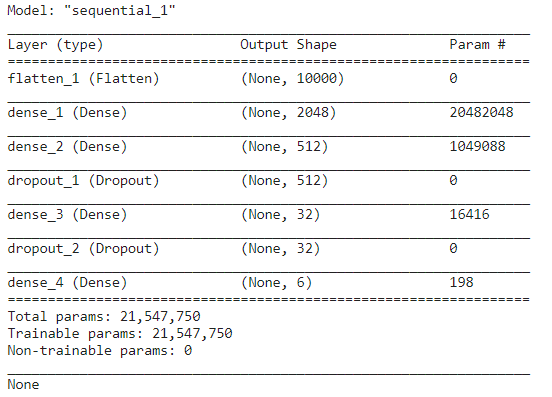 Model: "sequential_1"
Layer (type) Output Shape Param #
flatten_1 (Flatten) (None, 10000) 0
dense_1 (Dense) (None, 2048) 20482048
dense_2 (Dense) (None, 512) 1049088
dropout_1 (Dropout) (None, 512) 0
dense_3 (Dense) (None, 32) 16416
dropout_2 (Dropout) (None, 32) 0
dense_4 (Dense) (None, 6) 198
Total params: 21,547,750
Trainable params: 21,547,750
Non-trainable params: 0
None